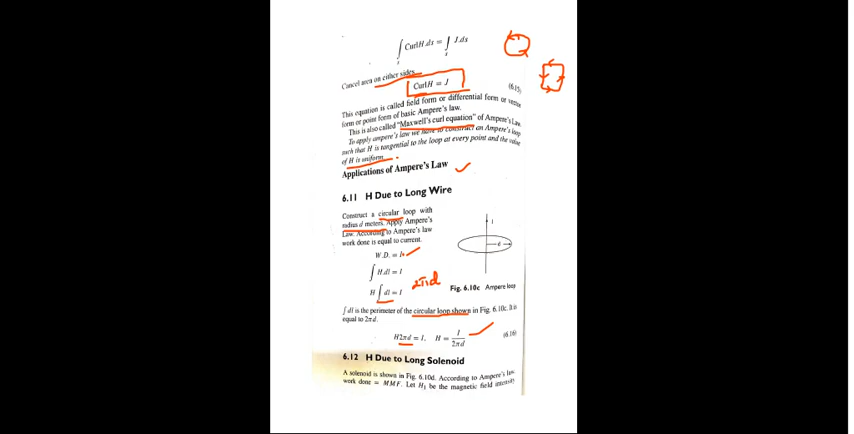 ∫ CurlH.ds = ∫ J.ds
s s
Cancel area on either sides
CurlH = J (6.15)
This equation is called field form or differential form or vector
form or point form of basic Ampere's law.
This is also called "Maxwell's curl equation" of Ampere's Law.
To apply ampere's law we have to construct an Ampere's loop
such that H is tangential to the loop at every point and the value
of H is uniform.
Applications of Ampere's Law
6.11 H Due to Long Wire
Construct a circular loop with
radius d meters. Apply Ampere's
Law. According to Ampere's law
work done is equal to current.
W.D. = I
∫ H.dl = I
H ∫ dl = I 2πd
I
d
Fig. 6.10c Ampere loop
∫ dl is the perimeter of the circular loop shown in Fig. 6.10c. It is
equal to 2πd.
H2πd = I, H = I / 2πd (6.16)
6.12 H Due to Long Solenoid
A solenoid is shown in Fig. 6.10d. According to Ampere's law,
work done = MMF. Let H₁ be the magnetic field intensity